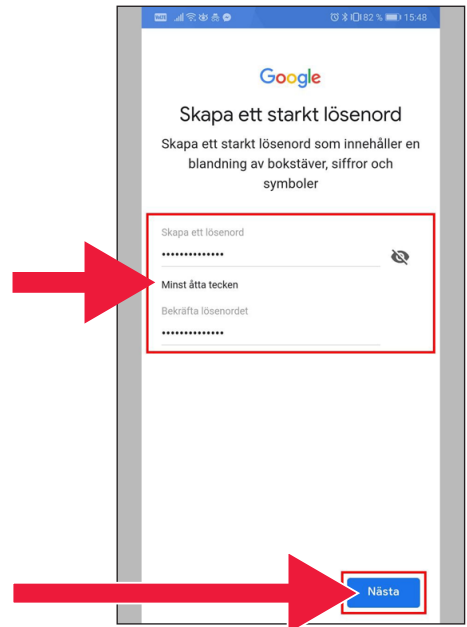 82 % 15:48
Google
Skapa ett starkt lösenord
Skapa ett starkt lösenord som innehåller en
blandning av bokstäver, siffror och
symboler
Skapa ett lösenord
••••••••••••••
Minst åtta tecken
Bekräfta lösenordet
••••••••••••••
Nästa